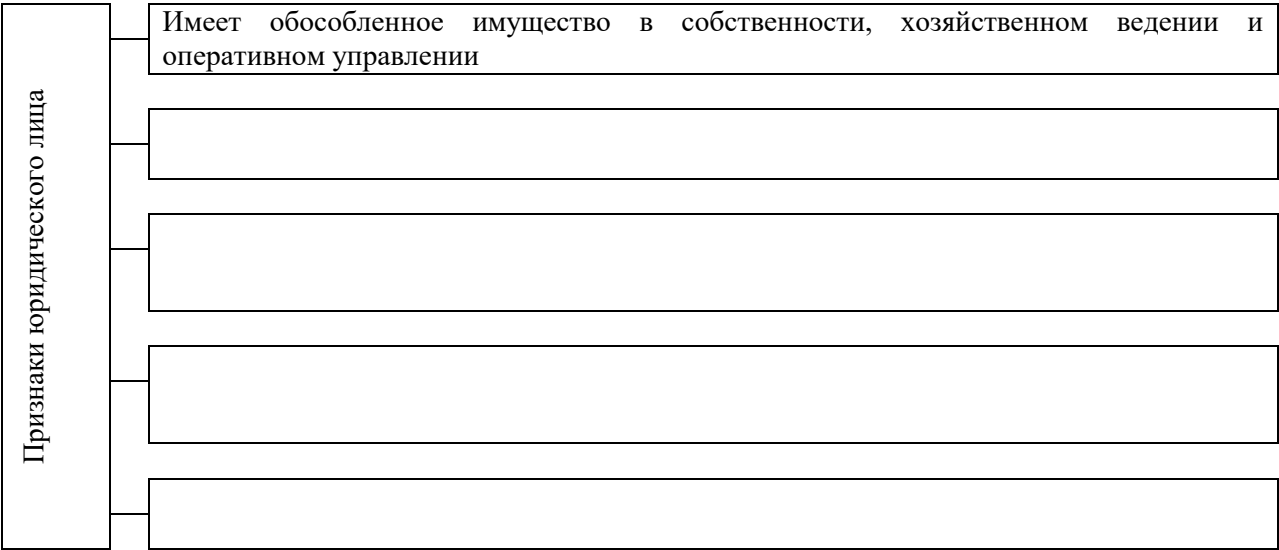 Признаки юридического лица
Имеет обособленное имущество в собственности, хозяйственном ведении и
оперативном управлении